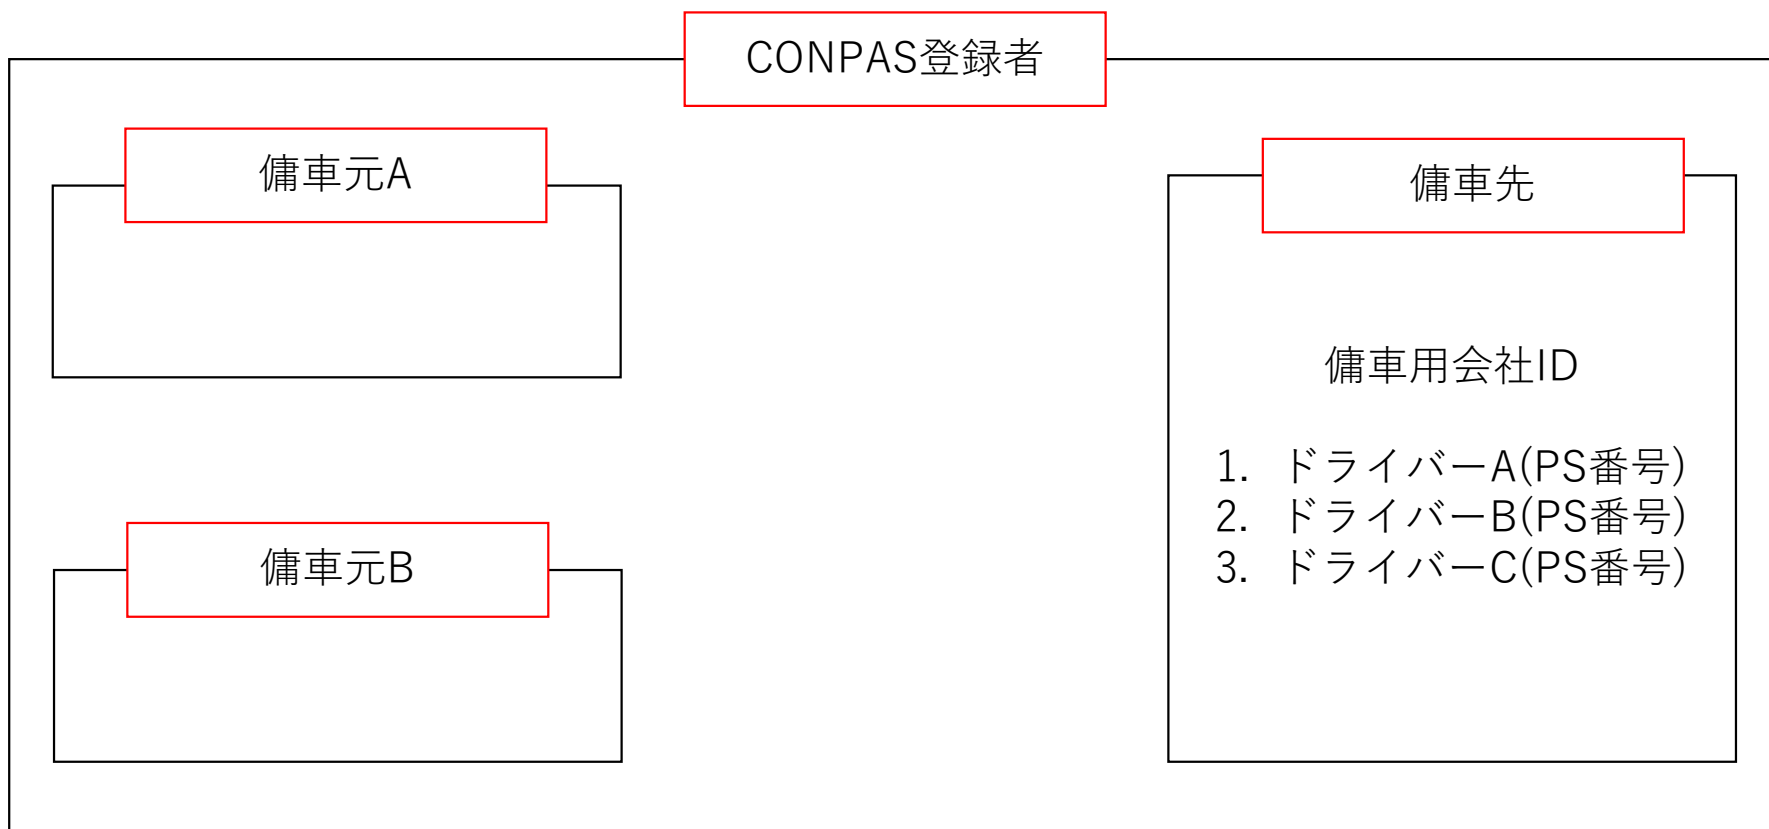 CONPAS登録者
傭車元A
傭車先
傭車用会社ID
1. ドライバーA(PS番号)
2. ドライバーB(PS番号)
3. ドライバーC(PS番号)
傭車元B